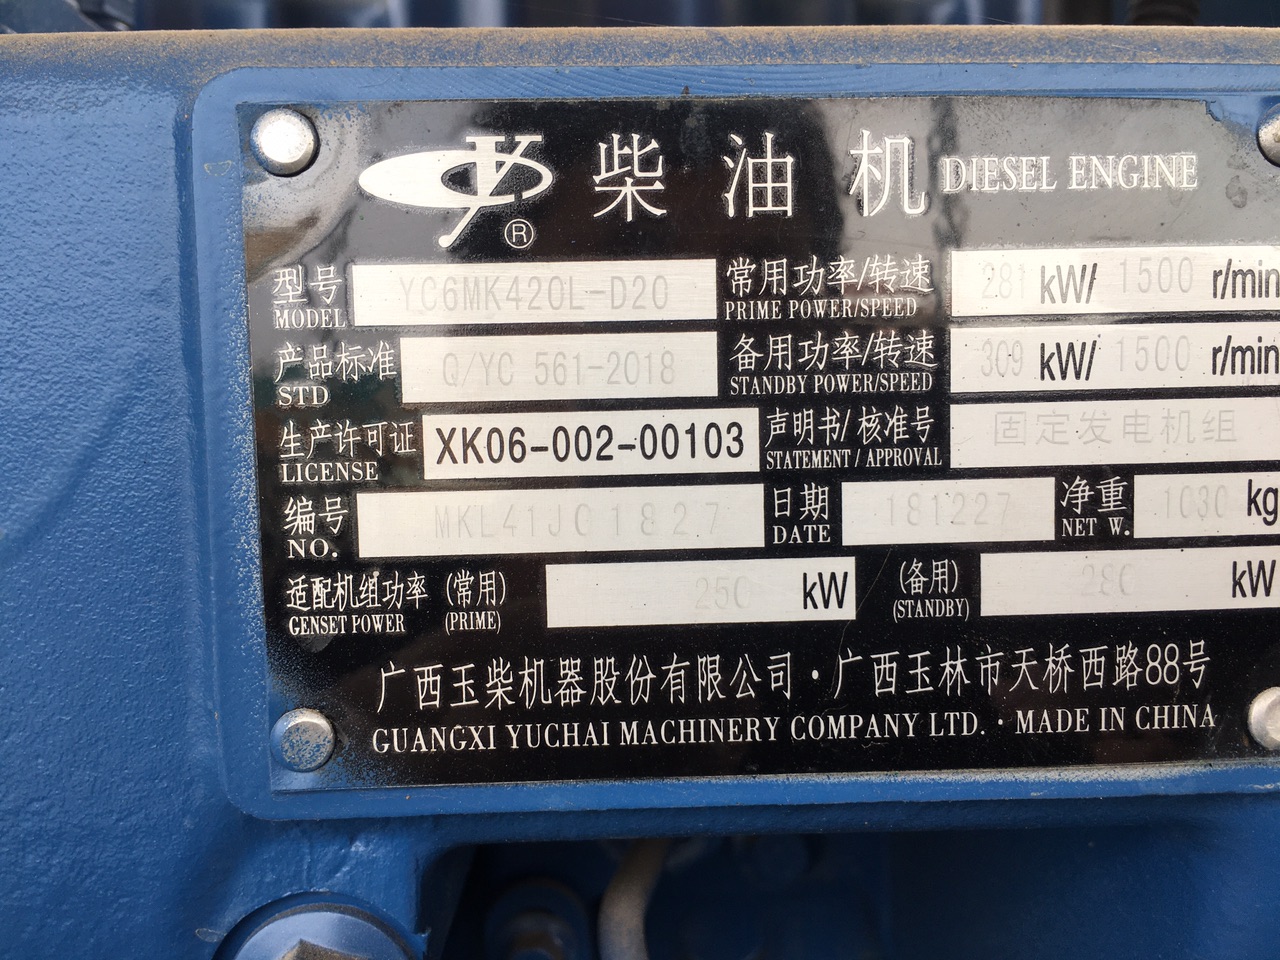 柴油机 DIESEL ENGINE
®
型号 YC6MK420L-D20 常用功率/转速 281 kW/ 1500 r/min
MODEL PRIME POWER/SPEED
产品标准 Q/YC 561-2018 备用功率/转速 309 kW/ 1500 r/min
STD STANDBY POWER/SPEED
生产许可证 XK06-002-00103 声明书/核准号 固定发电机组
LICENSE STATEMENT / APPROVAL
编号 MKL41JC1827 日期 181227 净重 1030 kg
NO. DATE NET W.
适配机组功率 (常用) 250 kW (备用) 280 kW
GENSET POWER (PRIME) (STANDBY)
广西玉柴机器股份有限公司·广西玉林市天桥西路88号
GUANGXI YUCHAI MACHINERY COMPANY LTD. · MADE IN CHINA